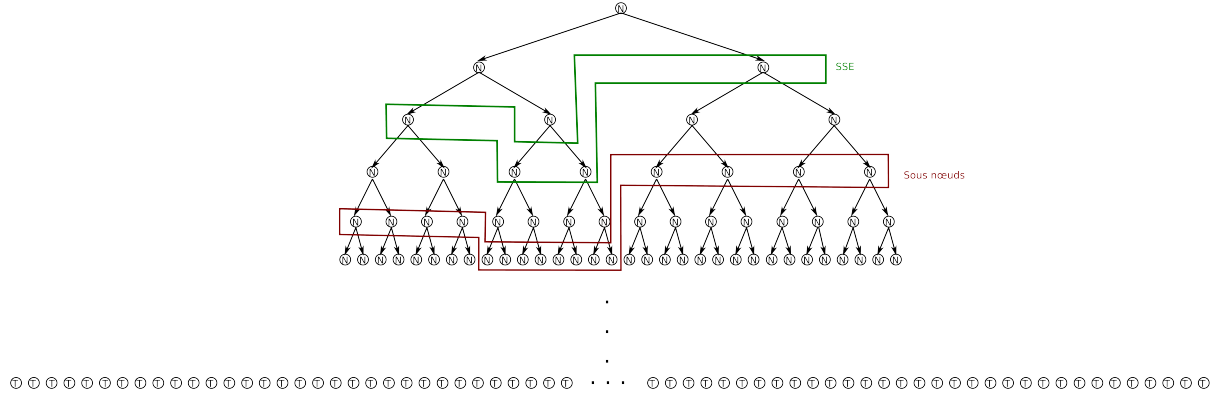 N
N N SSE
N N N N
N N N N N N N N Sous nœuds
N N N N N N N N N N N N N N N N
N N N N N N N N N N N N N N N N N N N N N N N N N N N N N N N N
.
.
.
T T T T T T T T T T T T T T T T T T T T T T T T T T T T T T T T . . . T T T T T T T T T T T T T T T T T T T T T T T T T T T T T T T T